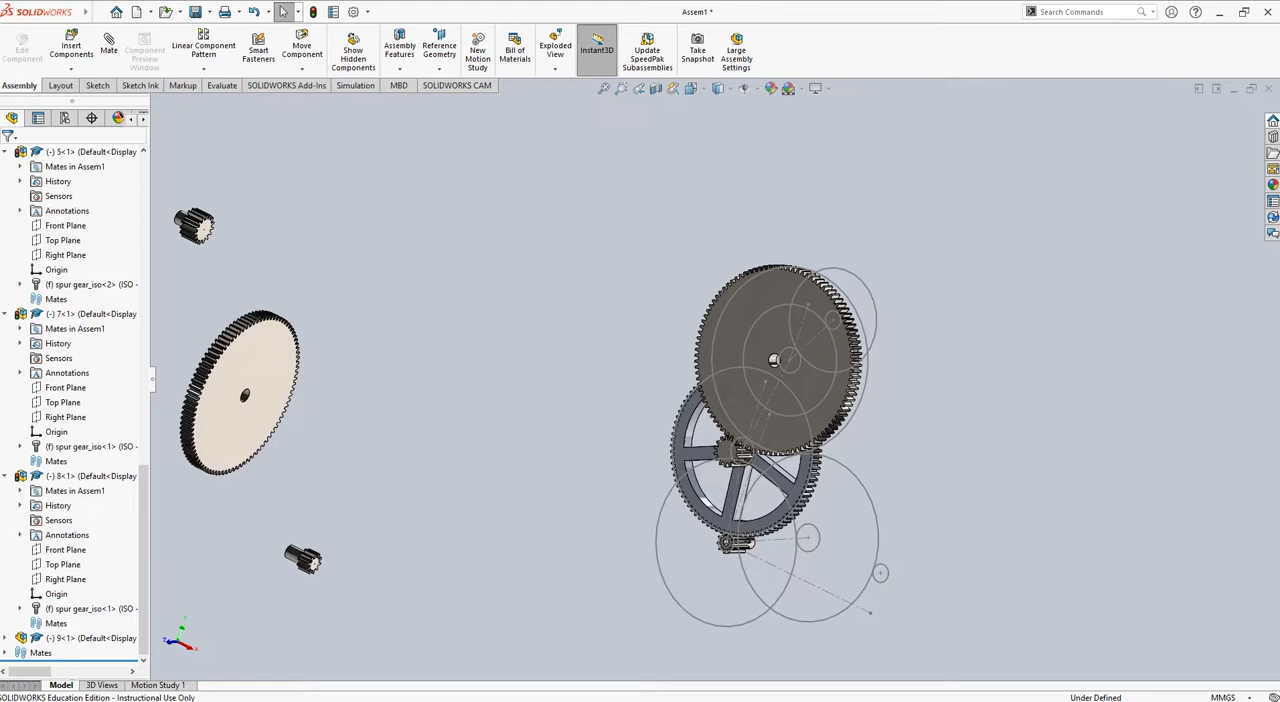 SOLIDWORKS
Assem1 *
Search Commands
Edit Component
Insert Components
Mate
Component Preview Window
Linear Component Pattern
Smart Fasteners
Move Component
Show Hidden Components
Assembly Features
Reference Geometry
New Motion Study
Bill of Materials
Exploded View
Instant3D
Update SpeedPak Subassemblies
Take Snapshot
Large Assembly Settings
Assembly Layout Sketch Sketch Ink Markup Evaluate SOLIDWORKS Add-Ins Simulation MBD SOLIDWORKS CAM
(-) 5<1> (Default<Display
Mates in Assem1
History
Sensors
Annotations
Front Plane
Top Plane
Right Plane
Origin
(f) spur gear_iso<2> (ISO -
Mates
(-) 7<1> (Default<Display
Mates in Assem1
History
Sensors
Annotations
Front Plane
Top Plane
Right Plane
Origin
(f) spur gear_iso<1> (ISO -
Mates
(-) 8<1> (Default<Display
Mates in Assem1
History
Sensors
Annotations
Front Plane
Top Plane
Right Plane
Origin
(f) spur gear_iso<1> (ISO -
Mates
(-) 9<1> (Default<Display
Mates
Y
Z
X
Model 3D Views Motion Study 1
SOLIDWORKS Education Edition - Instructional Use Only
Under Defined
MMGS